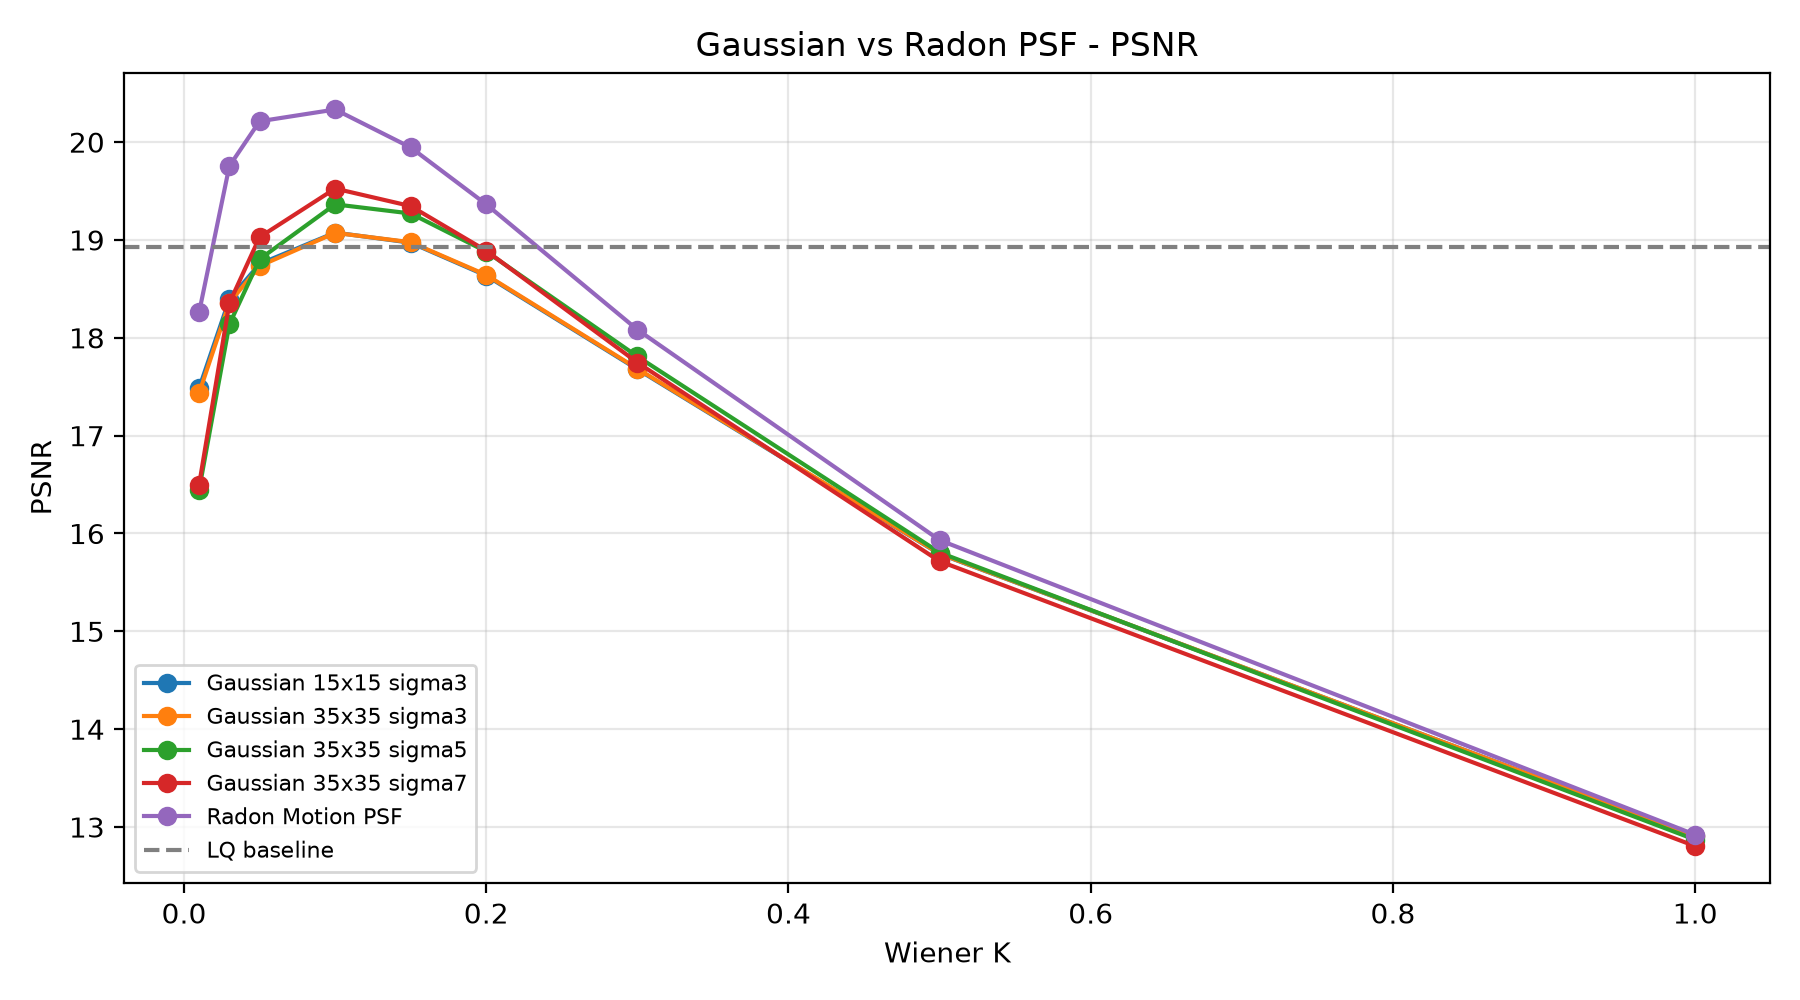 Gaussian vs Radon PSF - PSNR
PSNR
20
19
18
17
16
15
14
13
Gaussian 15x15 sigma3
Gaussian 35x35 sigma3
Gaussian 35x35 sigma5
Gaussian 35x35 sigma7
Radon Motion PSF
LQ baseline
0.0 0.2 0.4 0.6 0.8 1.0
Wiener K